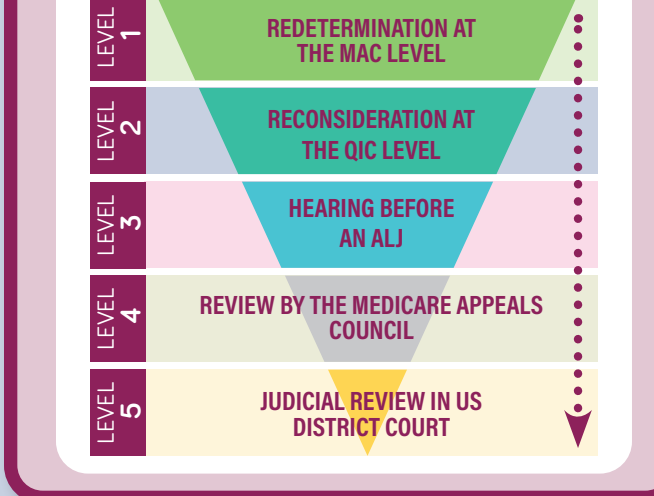 LEVEL 1
REDETERMINATION AT
THE MAC LEVEL
LEVEL 2
RECONSIDERATION AT
THE QIC LEVEL
LEVEL 3
HEARING BEFORE
AN ALJ
LEVEL 4
REVIEW BY THE MEDICARE APPEALS
COUNCIL
LEVEL 5
JUDICIAL REVIEW IN US
DISTRICT COURT